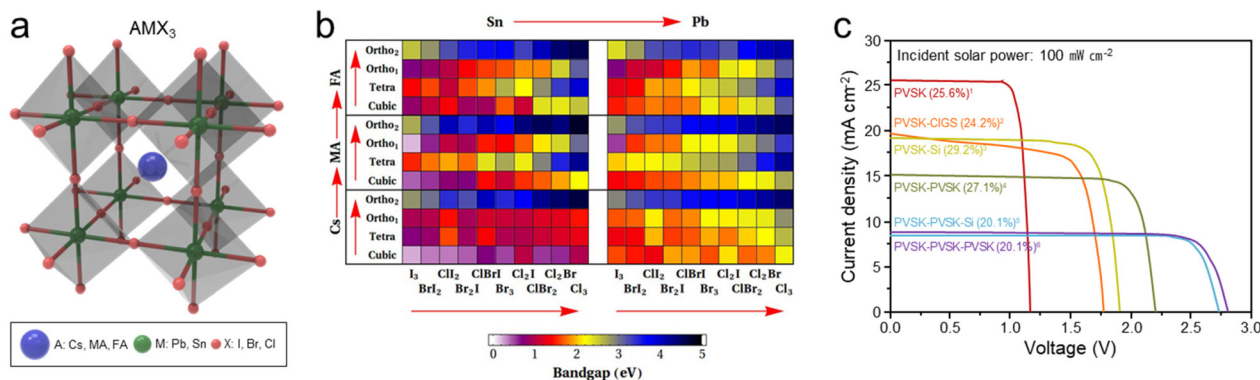 a
AMX₃
A: Cs, MA, FA
M: Pb, Sn
X: I, Br, Cl
b
Sn
Pb
FA
Ortho₂
Ortho₁
Tetra
Cubic
MA
Ortho₂
Ortho₁
Tetra
Cubic
Cs
Ortho₂
Ortho₁
Tetra
Cubic
I₃ ClI₂ ClBrI Cl₂I Cl₂Br
BrI₂ Br₂I Br₃ ClBr₂ Cl₃
I₃ ClI₂ ClBrI Cl₂I Cl₂Br
BrI₂ Br₂I Br₃ ClBr₂ Cl₃
0 1 2 3 4 5
Bandgap (eV)
c
Incident solar power: 100 mW cm⁻²
PVSK (25.6%)¹
PVSK-CIGS (24.2%)²
PVSK-Si (29.2%)³
PVSK-PVSK (27.1%)⁴
PVSK-PVSK-Si (20.1%)⁵
PVSK-PVSK-PVSK (20.1%)⁶
Current density (mA cm⁻²)
30
25
20
15
10
5
0
0.0 0.5 1.0 1.5 2.0 2.5 3.0
Voltage (V)